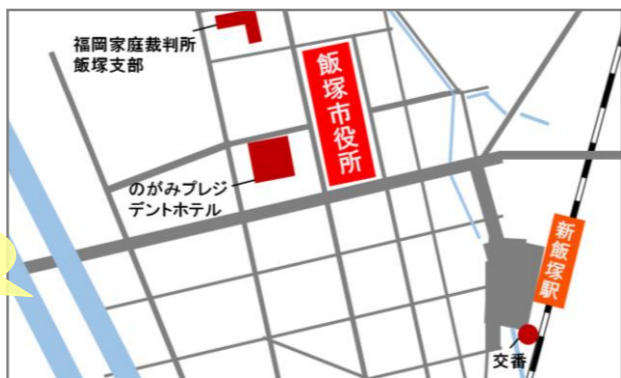 福岡家庭裁判所
飯塚支部
飯塚市役所
のがみプレジ
デントホテル
新飯塚駅
交番